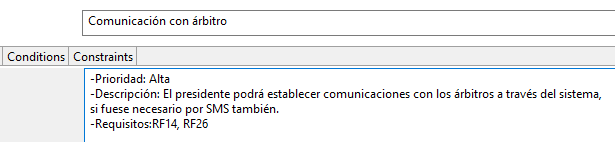 Comunicación con árbitro
Conditions Constraints
-Prioridad: Alta
-Descripción: El presidente podrá establecer comunicaciones con los árbitros a través del sistema,
si fuese necesario por SMS también.
-Requisitos:RF14, RF26